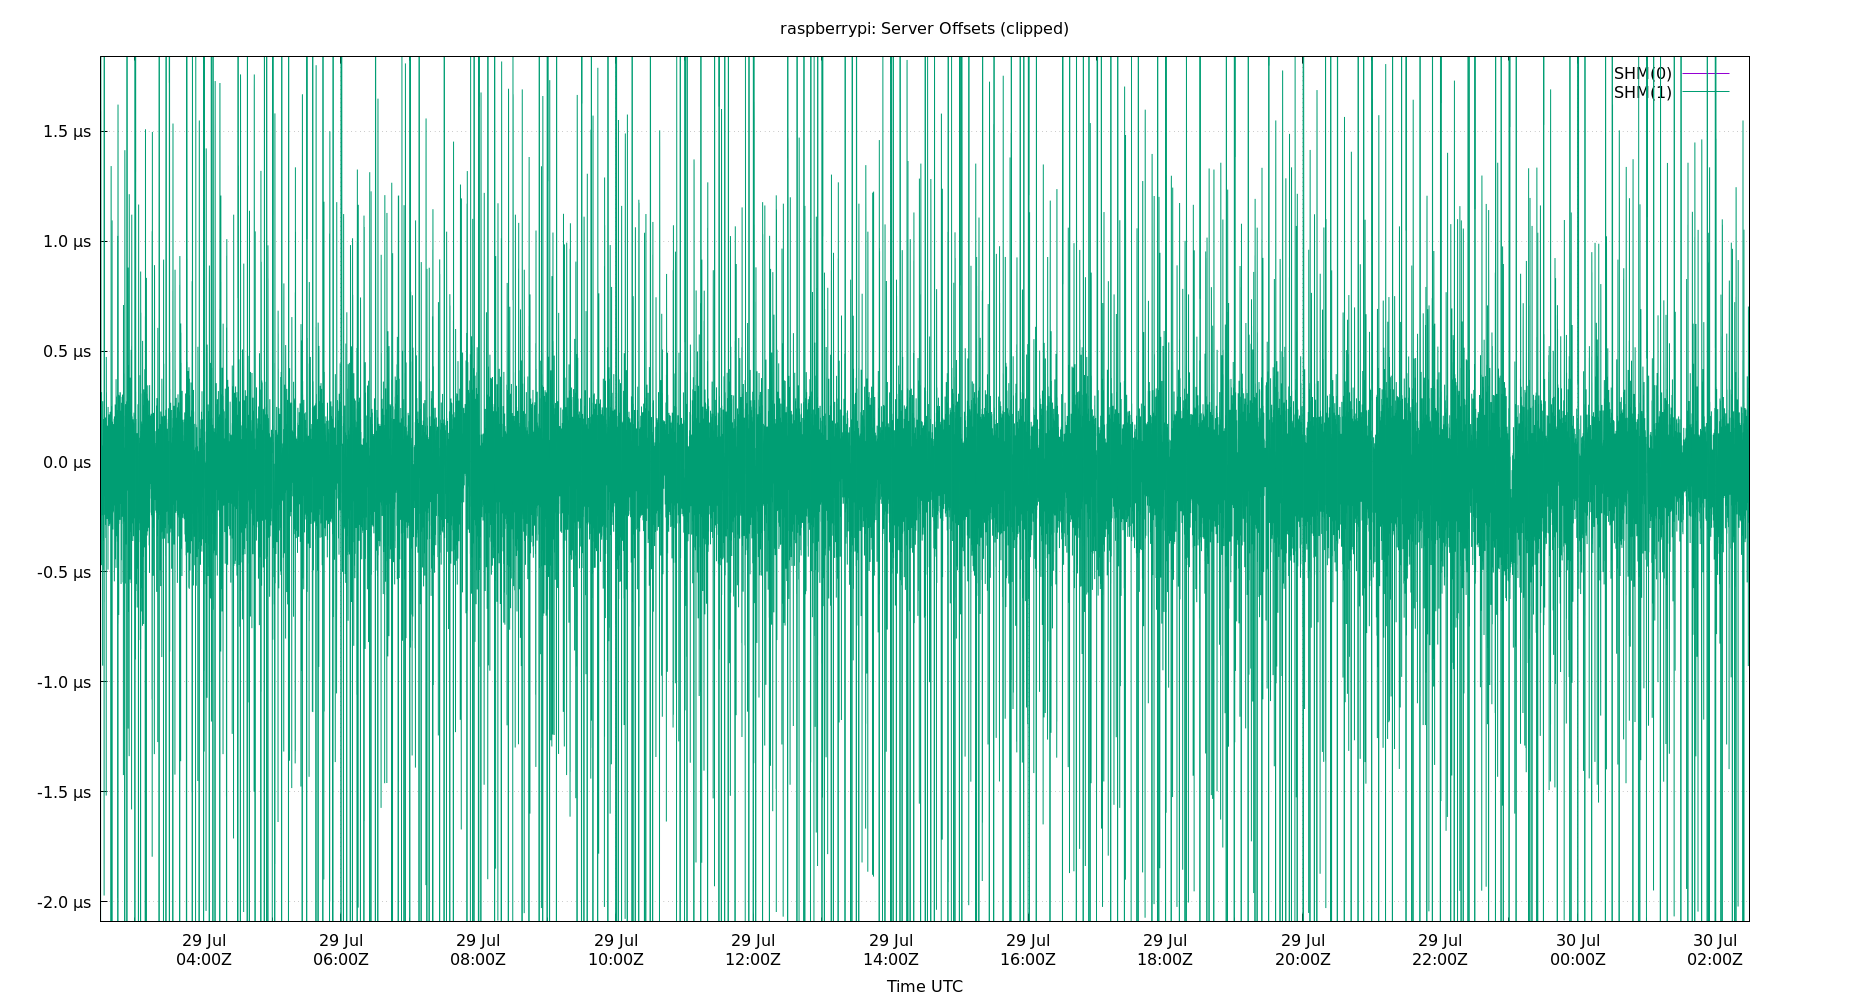 raspberrypi: Server Offsets (clipped)
SHM(0)
SHM(1)
1.5 μs
1.0 μs
0.5 μs
0.0 μs
-0.5 μs
-1.0 μs
-1.5 μs
-2.0 μs
29 Jul 29 Jul 29 Jul 29 Jul 29 Jul 29 Jul 29 Jul 29 Jul 29 Jul 29 Jul 30 Jul 30 Jul
04:00Z 06:00Z 08:00Z 10:00Z 12:00Z 14:00Z 16:00Z 18:00Z 20:00Z 22:00Z 00:00Z 02:00Z
Time UTC